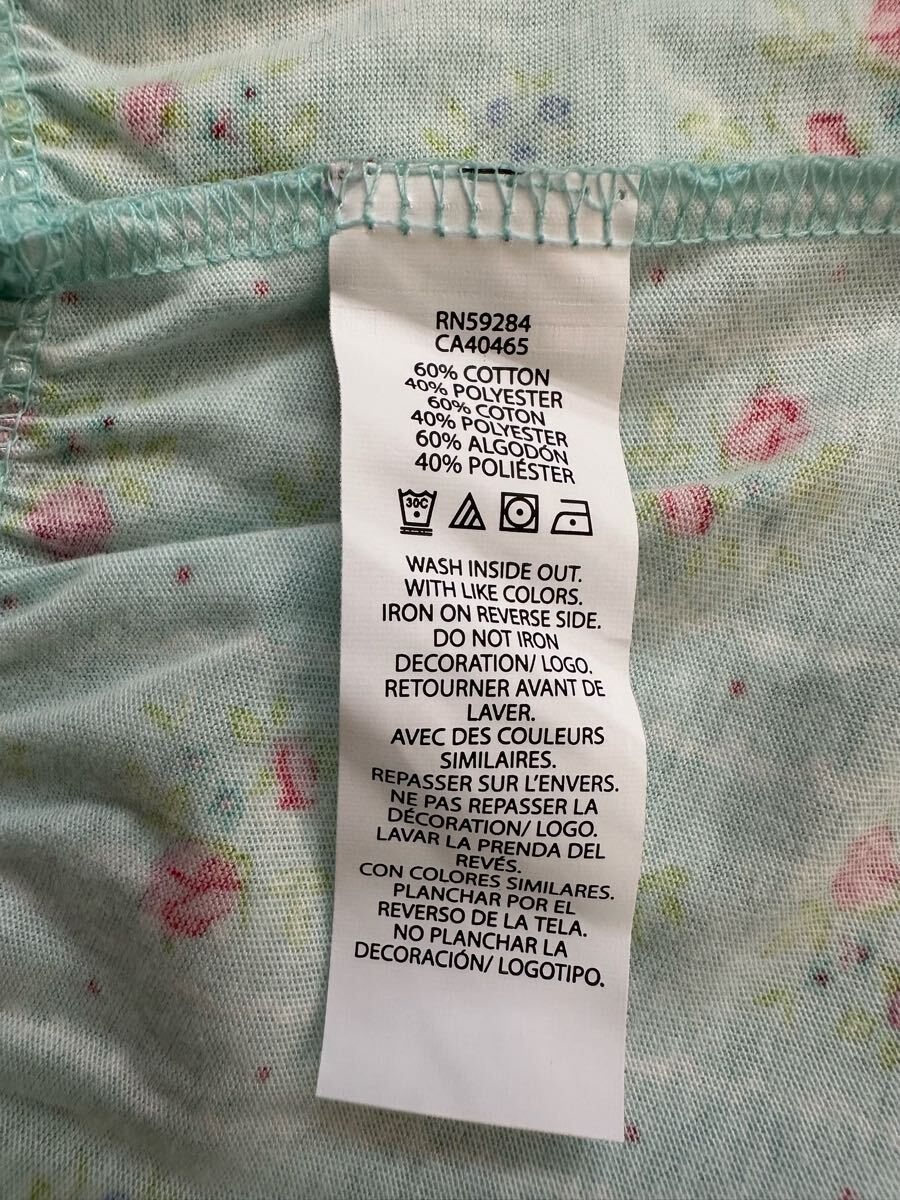 RN59284
CA40465
60% COTTON
40% POLYESTER
60% COTON
40% POLYESTER
60% ALGODÓN
40% POLIÉSTER
30C
WASH INSIDE OUT.
WITH LIKE COLORS.
IRON ON REVERSE SIDE.
DO NOT IRON
DECORATION/ LOGO.
RETOURNER AVANT DE
LAVER.
AVEC DES COULEURS
SIMILAIRES.
REPASSER SUR L'ENVERS.
NE PAS REPASSER LA
DÉCORATION/ LOGO.
LAVAR LA PRENDA DEL
REVÉS.
CON COLORES SIMILARES.
PLANCHAR POR EL
REVERSO DE LA TELA.
NO PLANCHAR LA
DECORACIÓN/ LOGOTIPO.